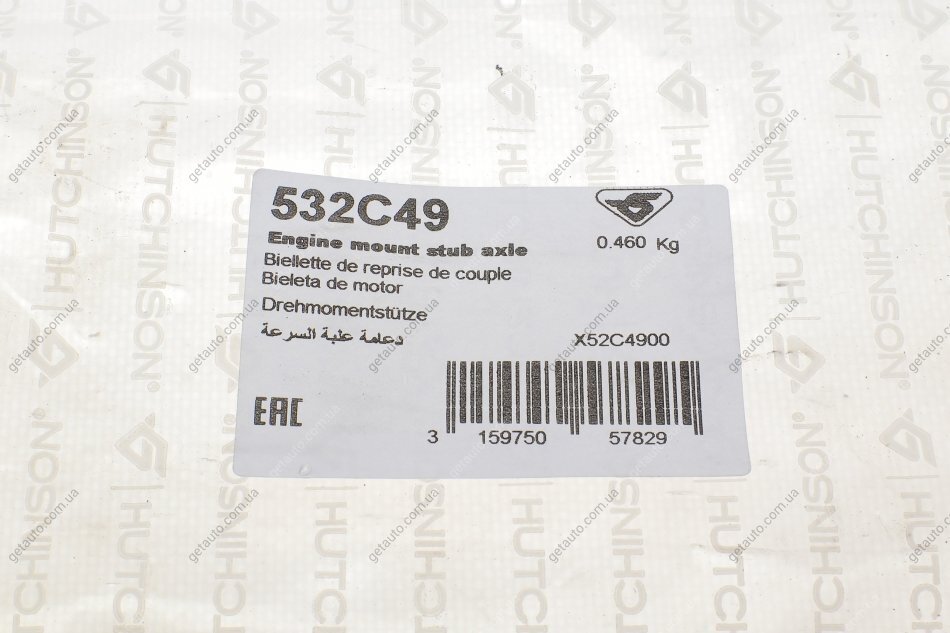 532C49
0.460 Kg
Engine mount stub axle
Biellette de reprise de couple
Bieleta de motor
Drehmomentstütze
دعامة علبة السرعة
X52C4900
EAC
3 159750 57829
HUTCHINSON
getauto.com.ua